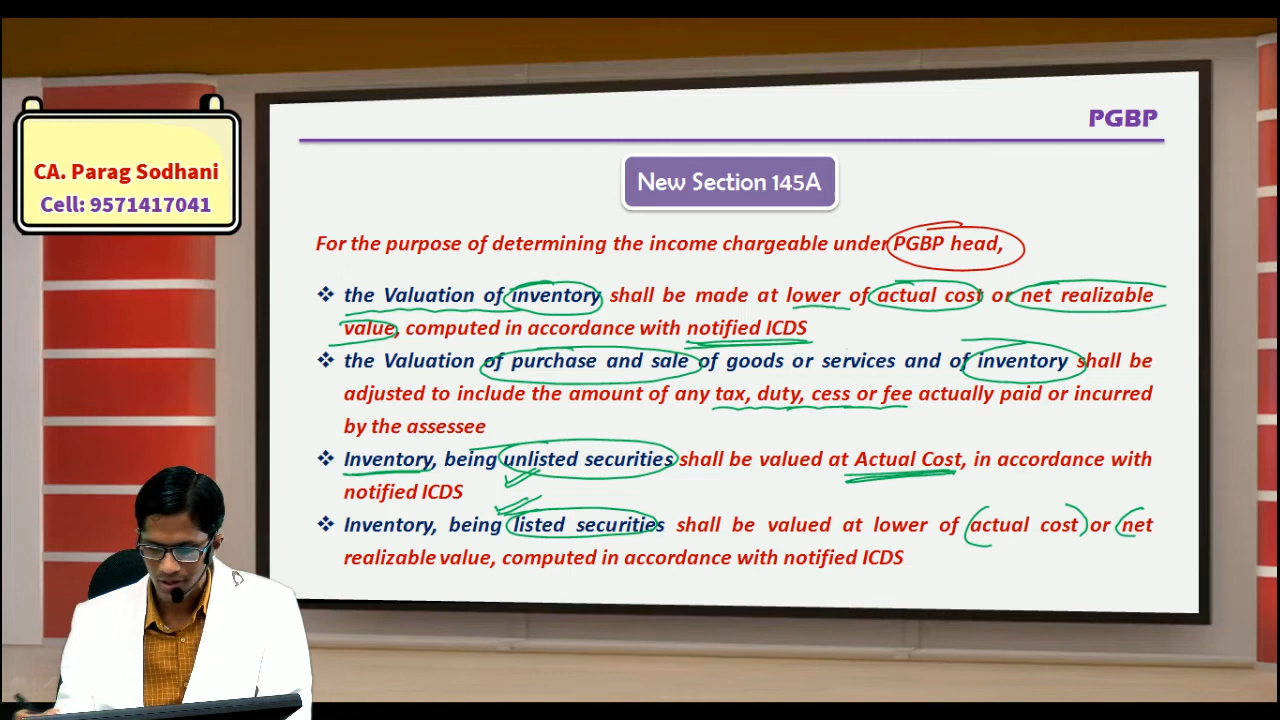 PGBP
CA. Parag Sodhani
Cell: 9571417041
New Section 145A
For the purpose of determining the income chargeable under PGBP head,
❖ the Valuation of inventory shall be made at lower of actual cost or net realizable
value, computed in accordance with notified ICDS
❖ the Valuation of purchase and sale of goods or services and of inventory shall be
adjusted to include the amount of any tax, duty, cess or fee actually paid or incurred
by the assessee
❖ Inventory, being unlisted securities shall be valued at Actual Cost, in accordance with
notified ICDS
❖ Inventory, being listed securities shall be valued at lower of actual cost or net
realizable value, computed in accordance with notified ICDS